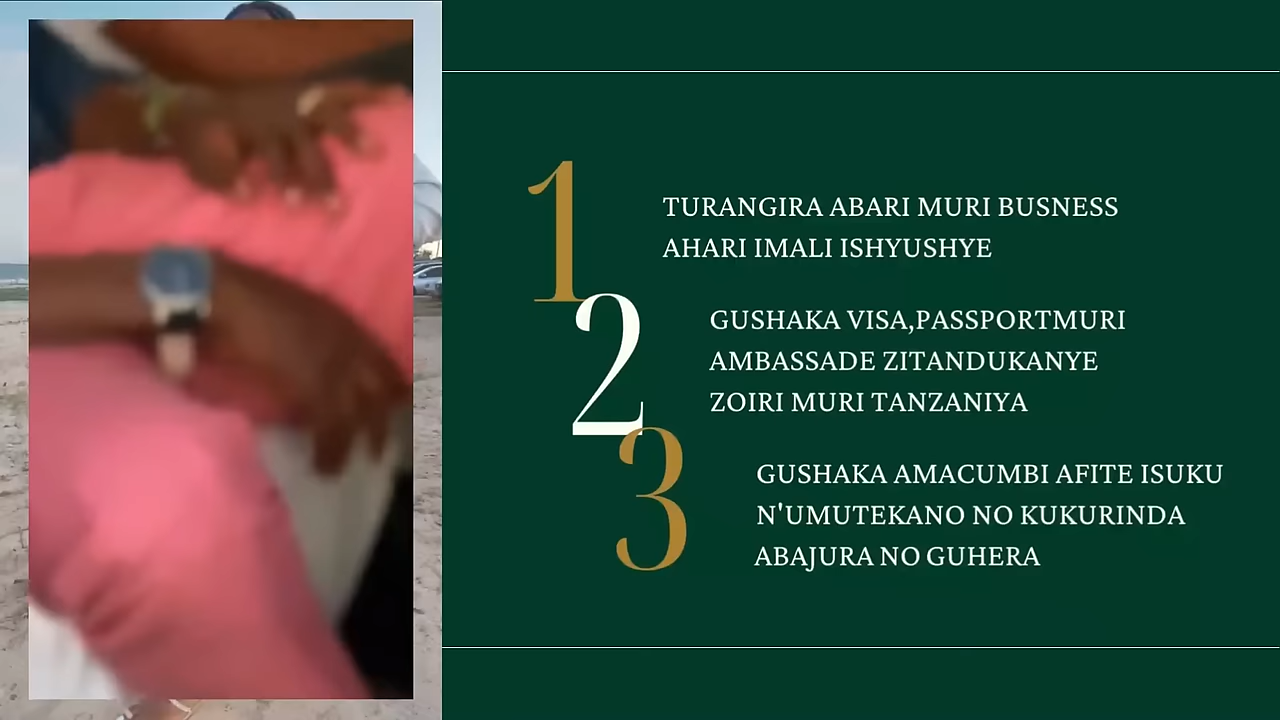 1
TURANGIRA ABARI MURI BUSNESS
AHARI IMALI ISHYUSHYE
2
GUSHAKA VISA,PASSPORTMURI
AMBASSADE ZITANDUKANYE
ZOIRI MURI TANZANIYA
3
GUSHAKA AMACUMBI AFITE ISUKU
N'UMUTEKANO NO KUKURINDA
ABAJURA NO GUHERA